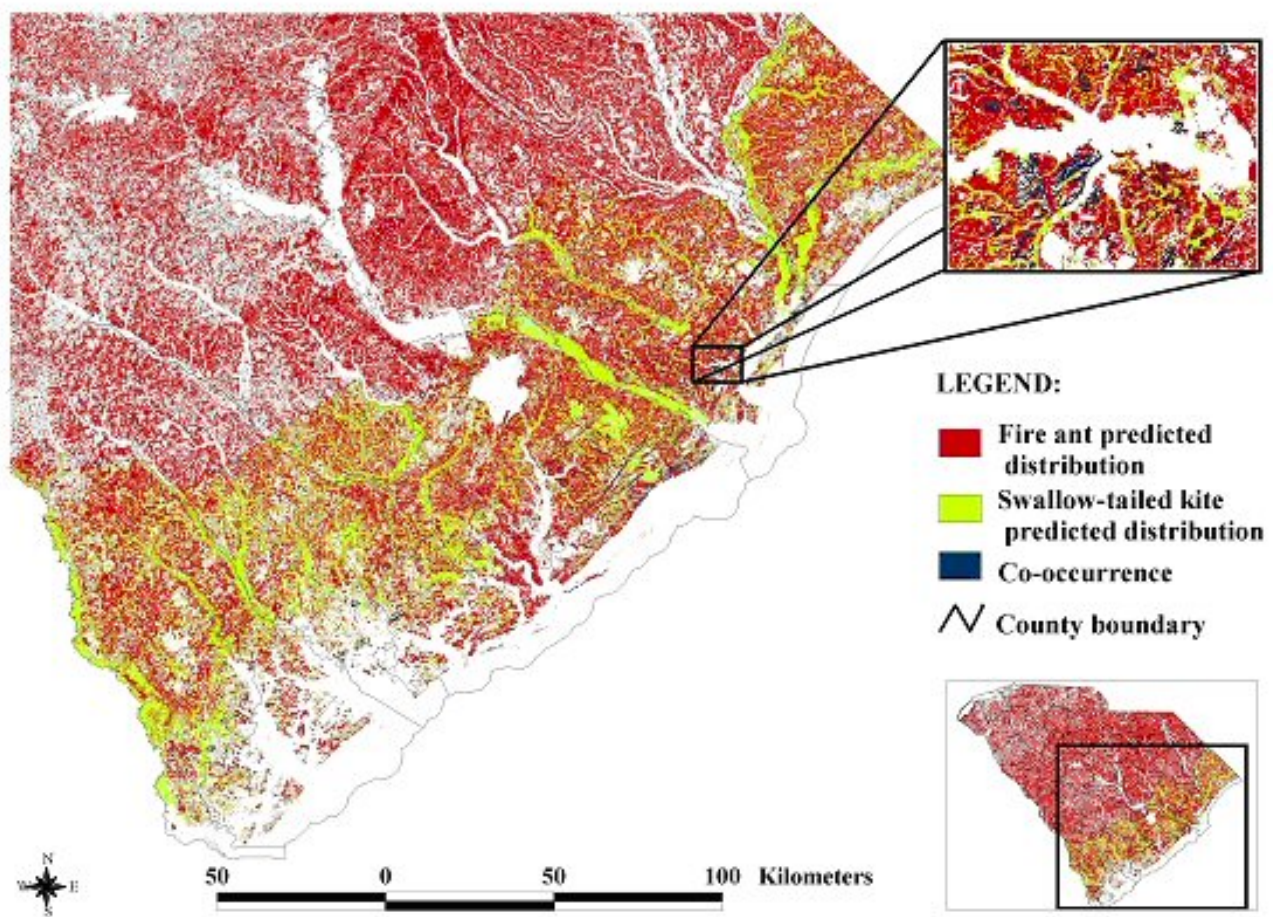 LEGEND:
Fire ant predicted
distribution
Swallow-tailed kite
predicted distribution
Co-occurrence
County boundary
N
W E
S
50 0 50 100 Kilometers